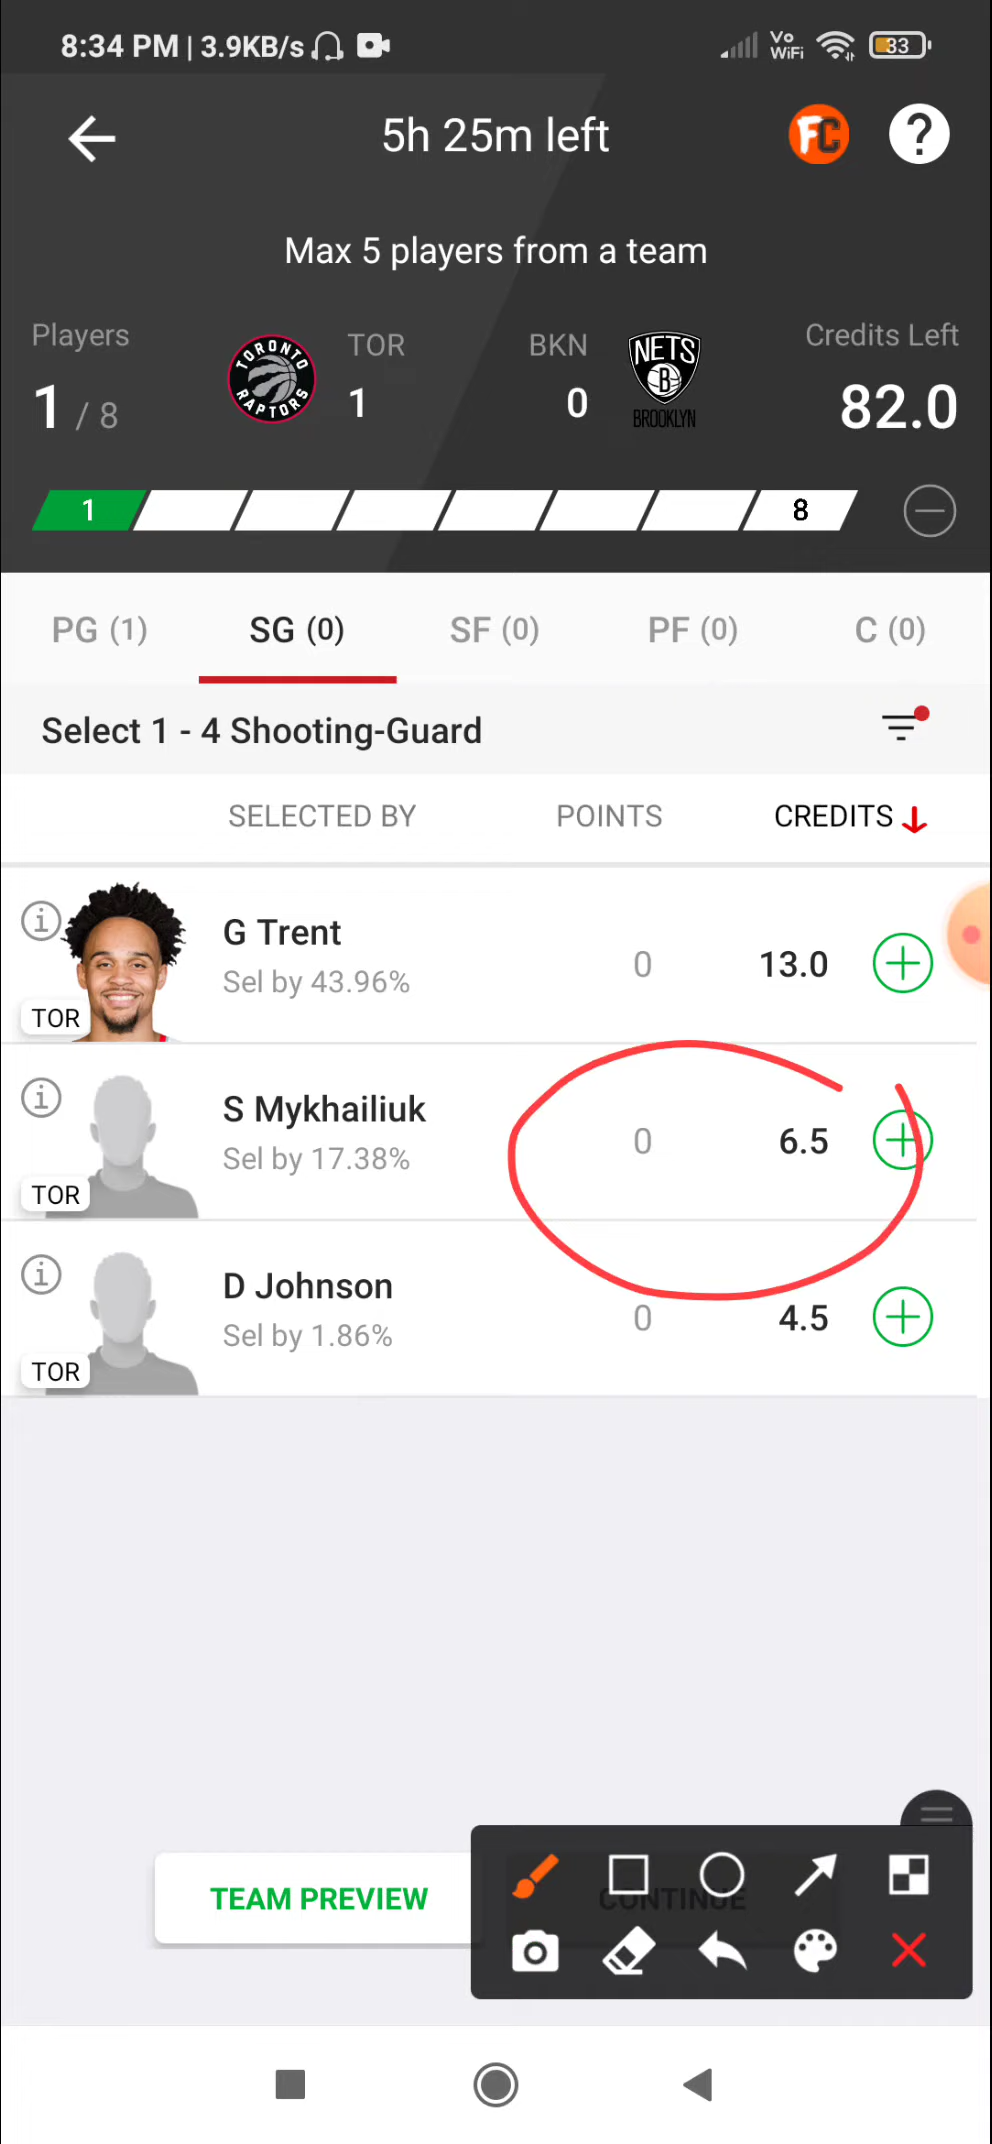 8:34 PM | 3.9KB/s
Vo WiFi
33
5h 25m left
FC
?
Max 5 players from a team
Players
1 / 8
TORONTO RAPTORS
TOR
1
BKN
0
NETS
B
BROOKLYN
Credits Left
82.0
1
8
PG (1)
SG (0)
SF (0)
PF (0)
C (0)
Select 1 - 4 Shooting-Guard
SELECTED BY
POINTS
CREDITS
i
G Trent
Sel by 43.96%
TOR
0
13.0
i
S Mykhailiuk
Sel by 17.38%
TOR
0
6.5
i
D Johnson
Sel by 1.86%
TOR
0
4.5
TEAM PREVIEW
CONTINUE